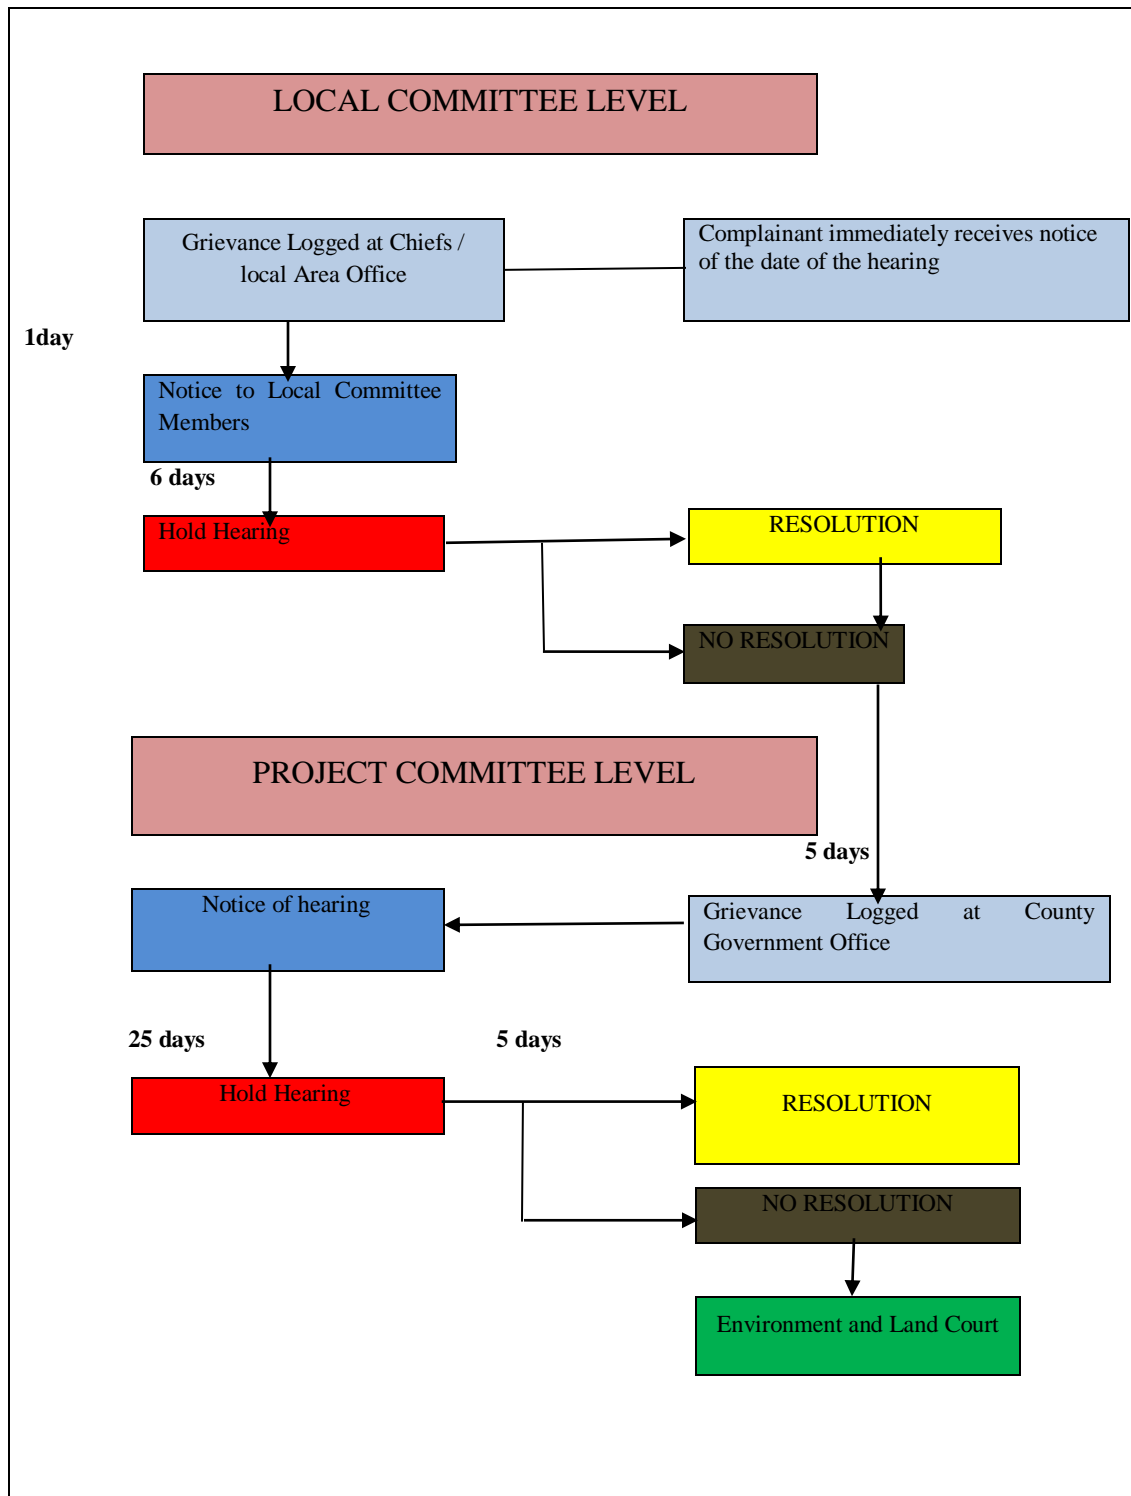 LOCAL COMMITTEE LEVEL
Grievance Logged at Chiefs /
local Area Office
Complainant immediately receives notice
of the date of the hearing
1day
Notice to Local Committee
Members
6 days
Hold Hearing
RESOLUTION
NO RESOLUTION
PROJECT COMMITTEE LEVEL
5 days
Notice of hearing
Grievance Logged at County
Government Office
25 days
5 days
Hold Hearing
RESOLUTION
NO RESOLUTION
Environment and Land Court